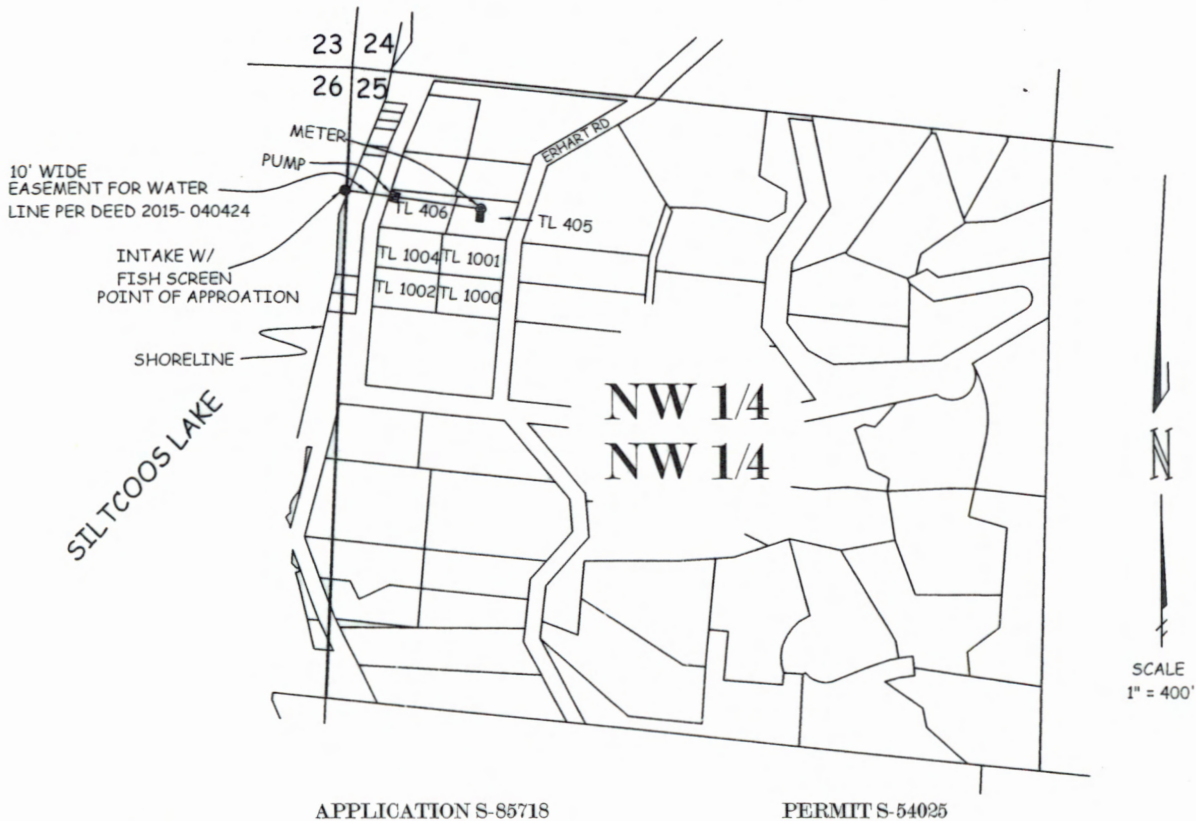 23 24
26 25
METER
ERHART RD
PUMP
10' WIDE
EASEMENT FOR WATER
LINE PER DEED 2015- 040424
TL 406
TL 405
INTAKE W/
FISH SCREEN
POINT OF APPROATION
TL 1004 TL 1001
TL 1002 TL 1000
SHORELINE
NW 1/4
NW 1/4
SILTCOOS LAKE
N
SCALE
1" = 400'
APPLICATION S-85718 PERMIT S-54025